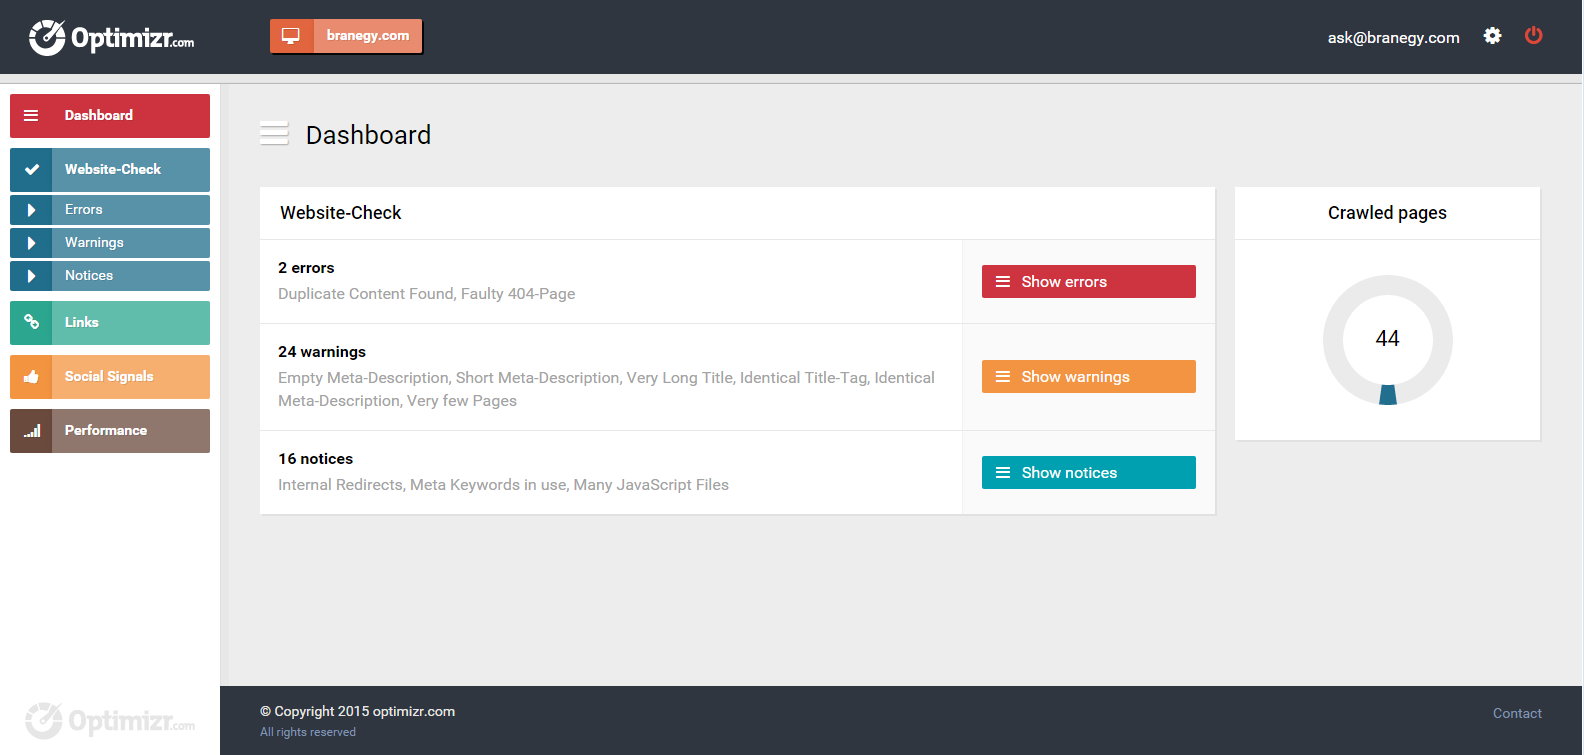 Optimizr.com
branegy.com
ask@branegy.com
Dashboard
Website-Check
Errors
Warnings
Notices
Links
Social Signals
Performance
Dashboard
Website-Check
2 errors
Duplicate Content Found, Faulty 404-Page
Show errors
24 warnings
Empty Meta-Description, Short Meta-Description, Very Long Title, Identical Title-Tag, Identical
Meta-Description, Very few Pages
Show warnings
16 notices
Internal Redirects, Meta Keywords in use, Many JavaScript Files
Show notices
Crawled pages
44
Optimizr.com
© Copyright 2015 optimizr.com
All rights reserved
Contact